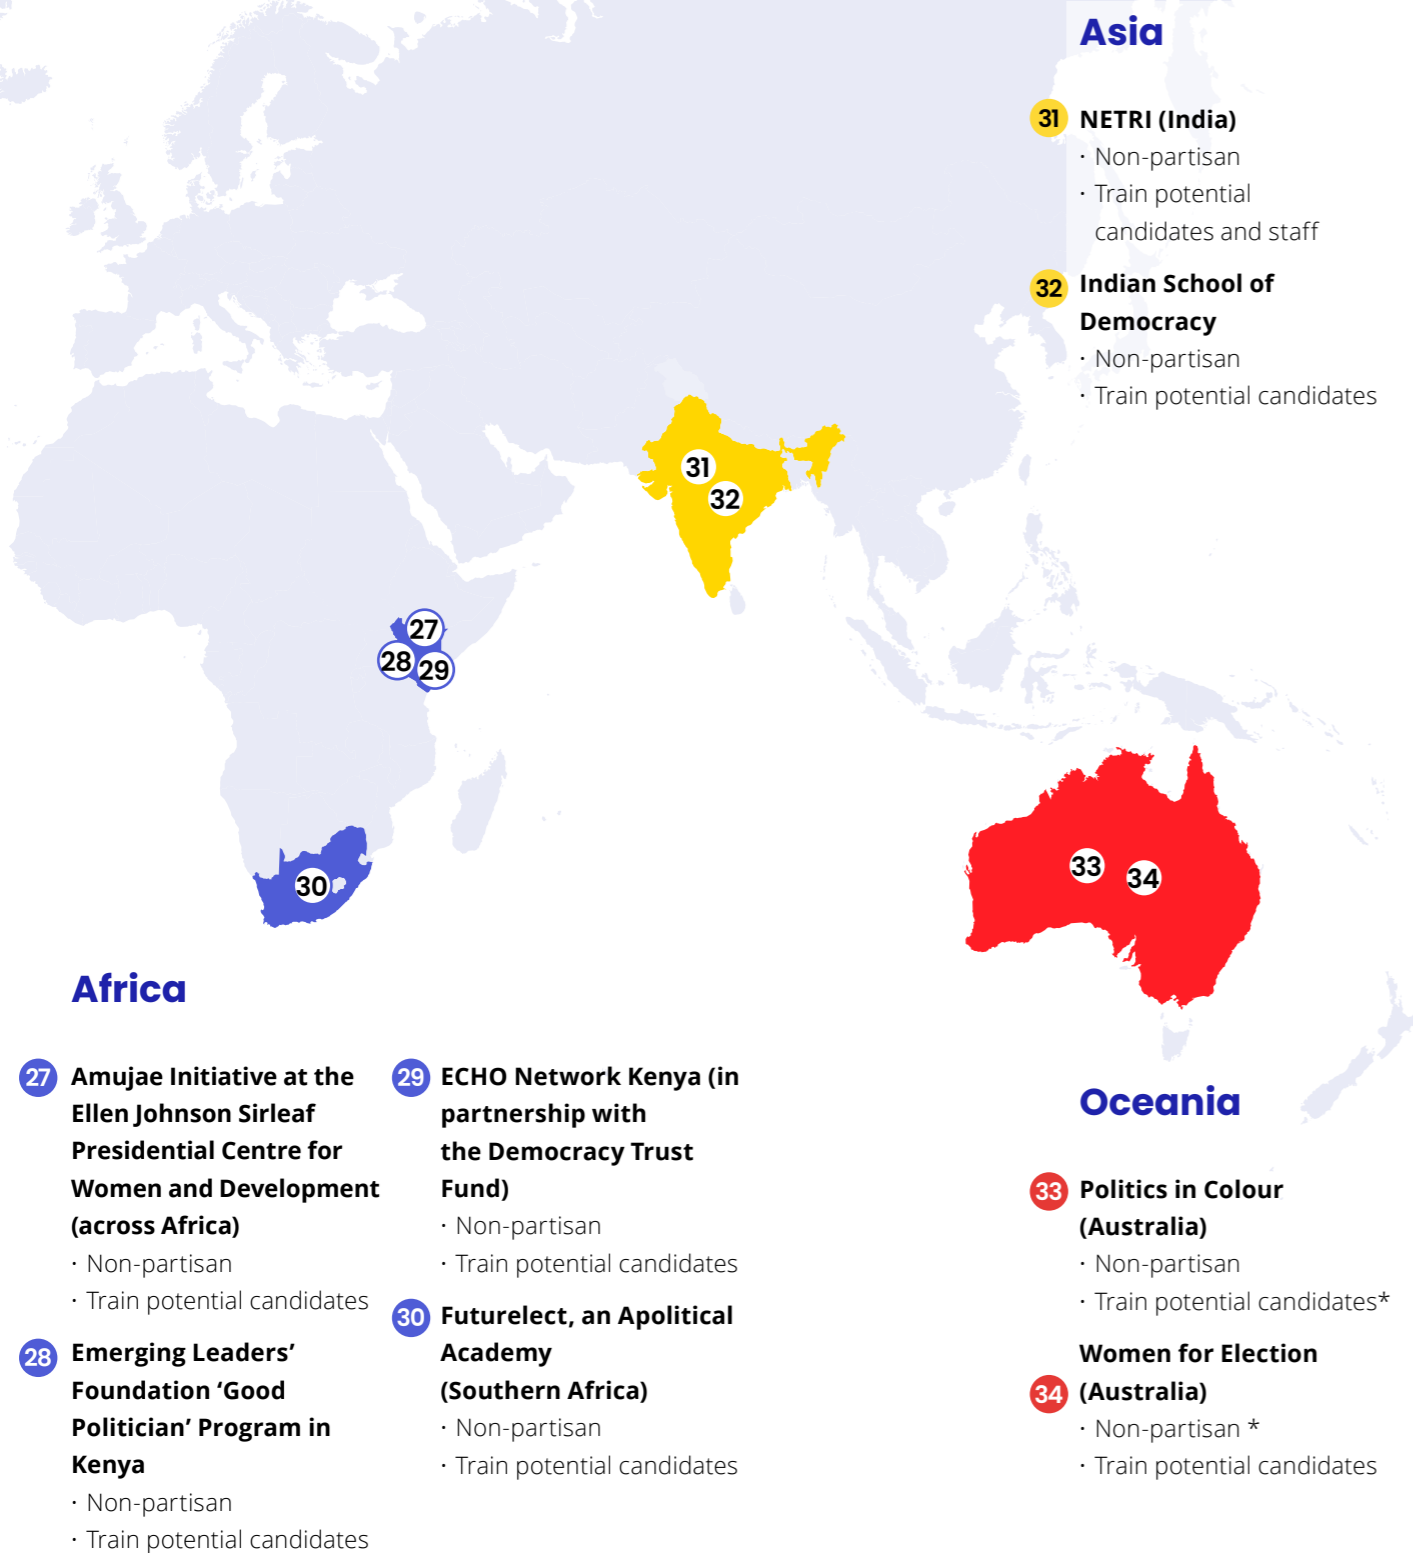 Asia
31 NETRI (India)
· Non-partisan
· Train potential
candidates and staff
32 Indian School of
Democracy
· Non-partisan
· Train potential candidates
31
32
27
28
29
30
33
34
Africa
27 Amujae Initiative at the
Ellen Johnson Sirleaf
Presidential Centre for
Women and Development
(across Africa)
· Non-partisan
· Train potential candidates
28 Emerging Leaders’
Foundation ‘Good
Politician’ Program in
Kenya
· Non-partisan
· Train potential candidates
29 ECHO Network Kenya (in
partnership with
the Democracy Trust
Fund)
· Non-partisan
· Train potential candidates
30 Futurelect, an Apolitical
Academy
(Southern Africa)
· Non-partisan
· Train potential candidates
Oceania
33 Politics in Colour
(Australia)
· Non-partisan
· Train potential candidates*
Women for Election
34 (Australia)
· Non-partisan *
· Train potential candidates